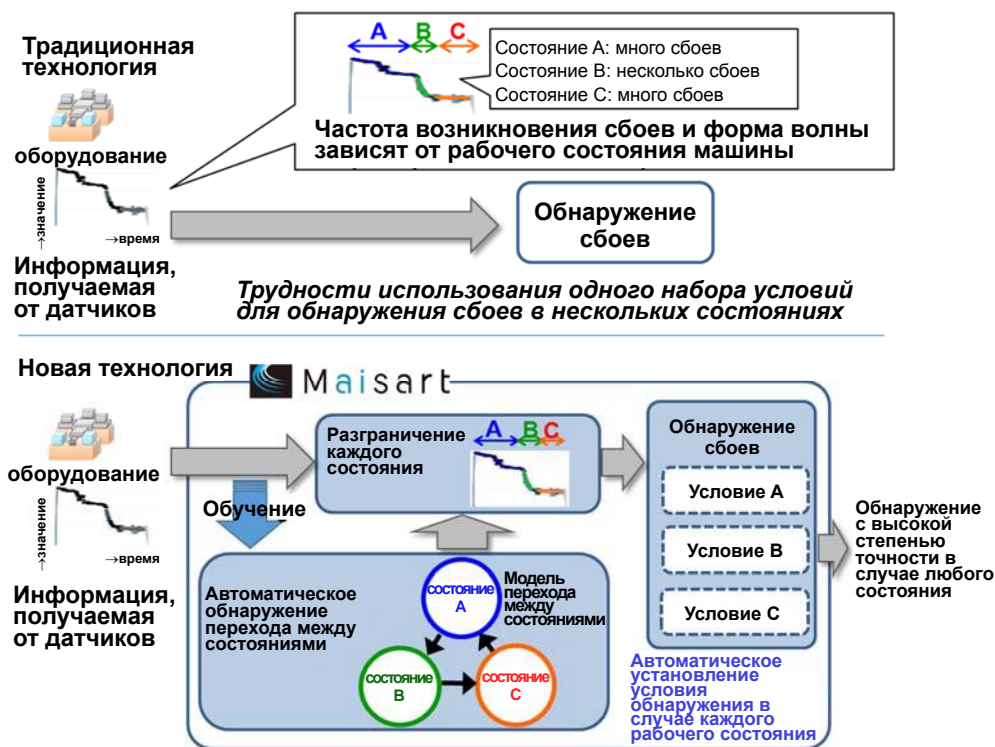 Традиционная
технология
оборудование
→значение
→время
Информация,
получаемая
от датчиков
A B C
Состояние A: много сбоев
Состояние B: несколько сбоев
Состояние C: много сбоев
Частота возникновения сбоев и форма волны
зависят от рабочего состояния машины
Обнаружение
сбоев
Трудности использования одного набора условий
для обнаружения сбоев в нескольких состояниях
Новая технология
Maisart
оборудование
→значение
→время
Информация,
получаемая
от датчиков
Обучение
Разграничение
каждого
состояния
A B C
Автоматическое
обнаружение
перехода между
состояниями
состояние
A
состояние
B
состояние
C
Модель
перехода
между
состояниями
Обнаружение
сбоев
Условие A
Условие B
Условие C
Автоматическое
установление
условия
обнаружения в
случае каждого
рабочего состояния
Обнаружение
с высокой
степенью
точности в
случае любого
состояния